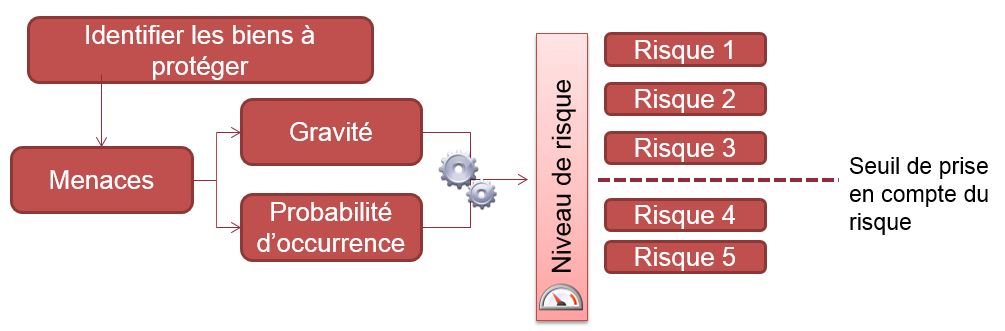 Identifier les biens à
protéger
Menaces
Gravité
Probabilité
d’occurrence
Niveau de risque
Risque 1
Risque 2
Risque 3
Risque 4
Risque 5
Seuil de prise
en compte du
risque